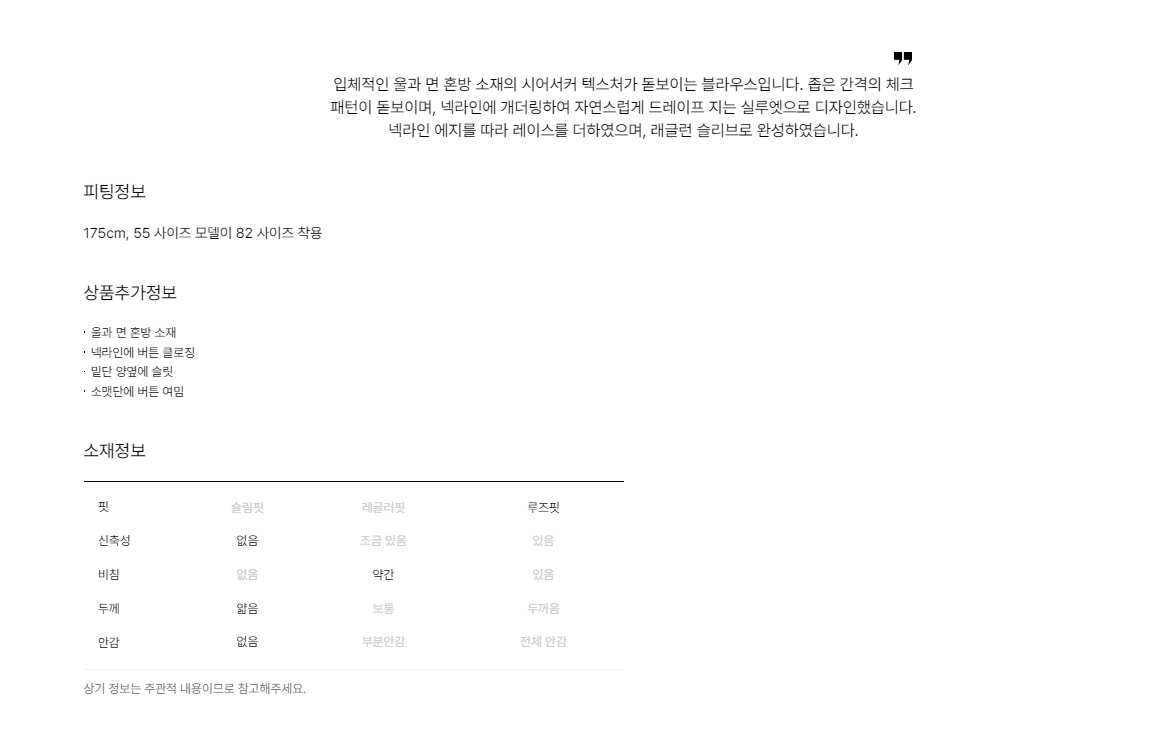 ❞
입체적인 울과 면 혼방 소재의 시어서커 텍스처가 돋보이는 블라우스입니다. 좁은 간격의 체크
패턴이 돋보이며, 넥라인에 개더링하여 자연스럽게 드레이프 지는 실루엣으로 디자인했습니다.
넥라인 에지를 따라 레이스를 더하였으며, 래글런 슬리브로 완성하였습니다.
피팅정보
175cm, 55 사이즈 모델이 82 사이즈 착용
상품추가정보
· 울과 면 혼방 소재
· 넥라인에 버튼 클로징
· 밑단 양옆에 슬릿
· 소맷단에 버튼 여밈
소재정보
핏 슬림핏 레귤러핏 루즈핏
신축성 없음 조금 있음 있음
비침 없음 약간 있음
두께 얇음 보통 두꺼음
안감 없음 부분안감 전체 안감
상기 정보는 주관적 내용이므로 참고해주세요.